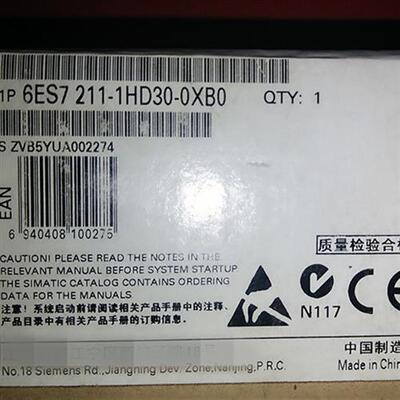 1P 6ES7 211-1HD30-0XB0 QTY: 1
S ZVB5YUA002274
EAN
6 940408 100275
质量检验合格
CAUTION! PLEASE READ THE NOTES IN THE
RELEVANT MANUAL BEFORE SYSTEM STARTUP
THE SIMATIC CATALOG CONTAINS ORDERING
DATA FOR THE MANUALS
注意! 系统启动前请阅读相关产品手册中的注释,
产品目录中有相关手册的订购信息.
N117
CE
中国制造
No.18 Siemens Rd.,Jiangning Dev. Zone,Nanjing,P.R.C. Made in China